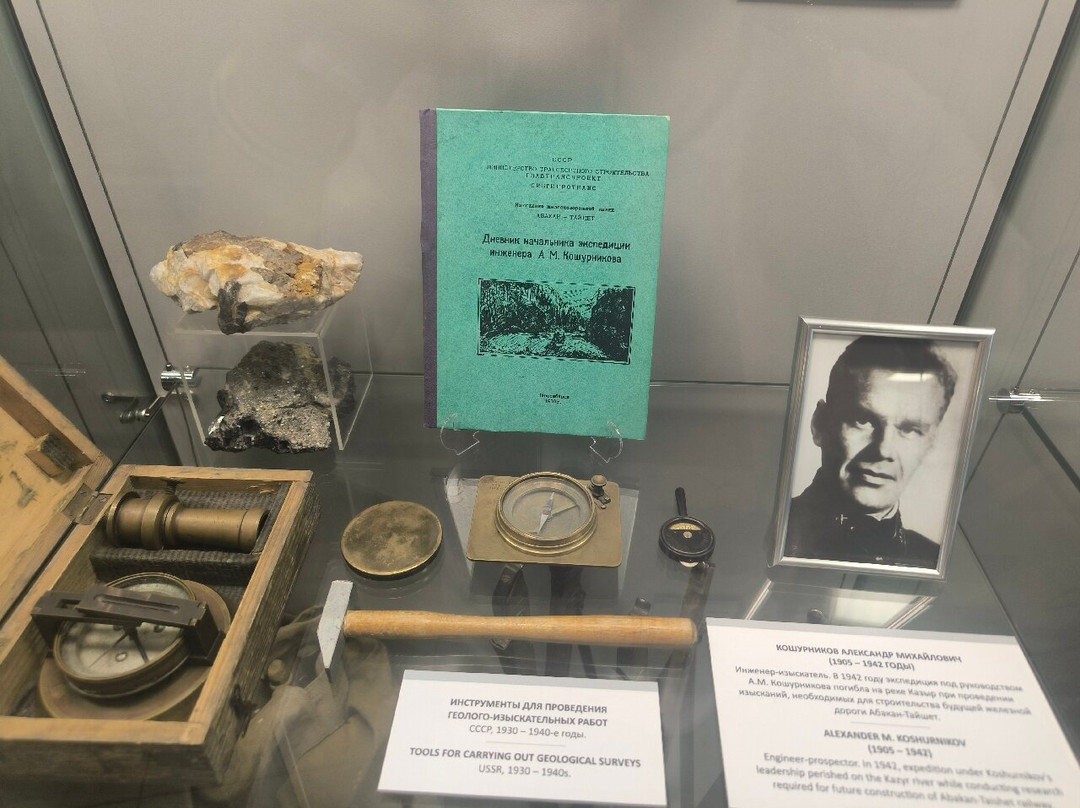 СССР
МИНИСТЕРСТВО ТРАНСПОРТНОГО СТРОИТЕЛЬСТВА
ГЛАВТРАНСПРОЕКТ
СИБГИПРОТРАНС
железнодорожной линии
АБАКАН – ТАЙШЕТ
Дневник начальника экспедиции
инженера А. М. Кошурникова
ИНСТРУМЕНТЫ ДЛЯ ПРОВЕДЕНИЯ
ГЕОЛОГО-ИЗЫСКАТЕЛЬНЫХ РАБОТ
СССР, 1930 – 1940-е годы.
TOOLS FOR CARRYING OUT GEOLOGICAL SURVEYS
USSR, 1930 – 1940s.
КОШУРНИКОВ АЛЕКСАНДР МИХАЙЛОВИЧ
(1905 – 1942 ГОДЫ)
Инженер-изыскатель. В 1942 году экспедиция под руководством
А.М. Кошурникова погибла на реке Казыр при проведении
изысканий, необходимых для строительства будущей железной
дороги Абакан-Тайшет.
ALEXANDER M. KOSHURNIKOV
(1905 – 1942)
Engineer-prospector. In 1942, expedition under Koshurnikov's
leadership perished on the Kazyr river while conducting research
required for future construction of Abakan-Taishet